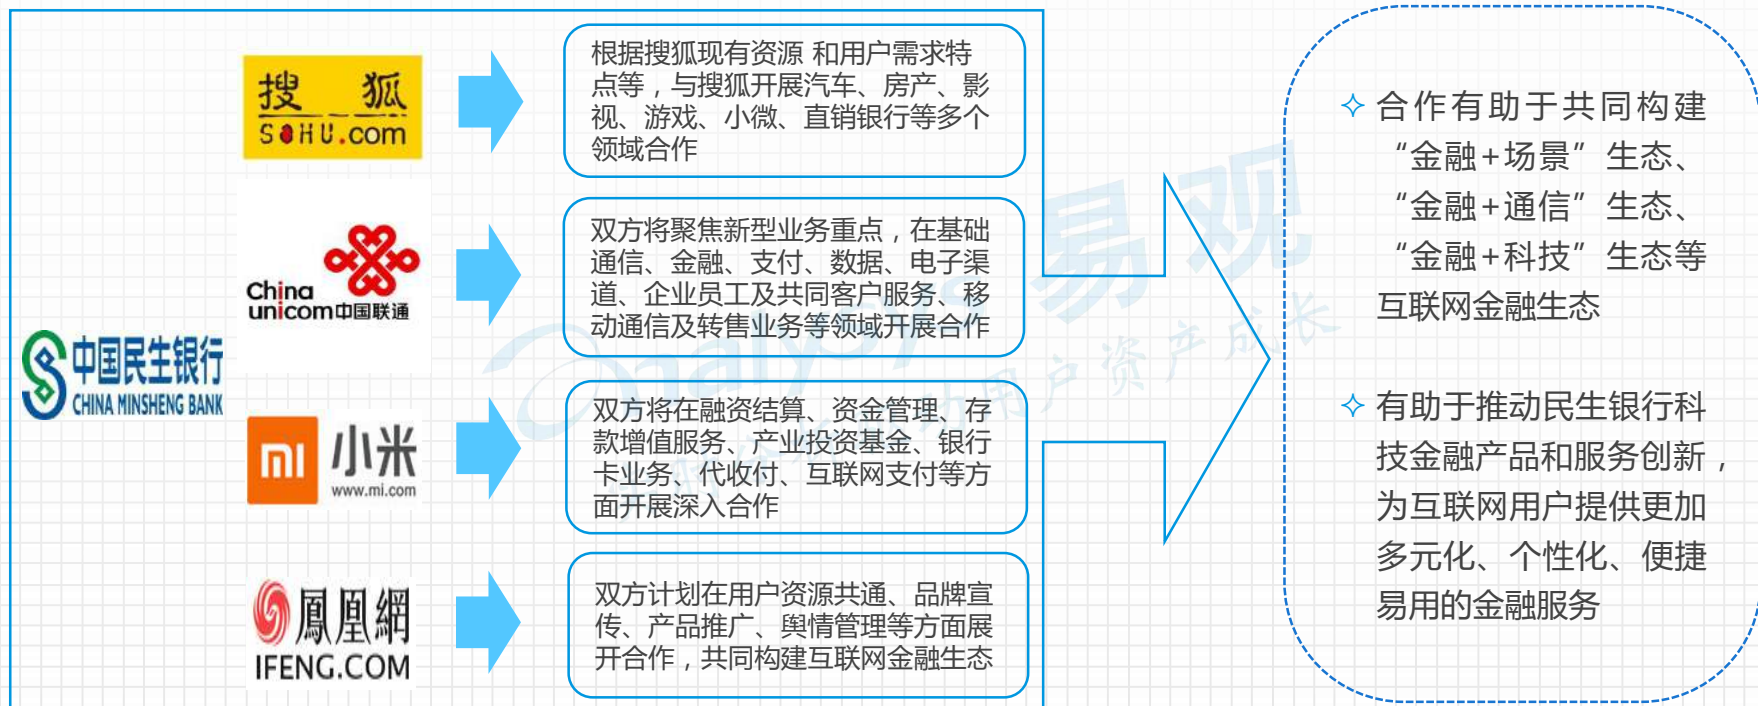 中国民生银行
CHINA MINSHENG BANK
搜狐
SOHU.com
根据搜狐现有资源 和用户需求特
点等，与搜狐开展汽车、房产、影
视、游戏、小微、直销银行等多个
领域合作
China
unicom中国联通
双方将聚焦新型业务重点，在基础
通信、金融、支付、数据、电子渠
道、企业员工及共同客户服务、移
动通信及转售业务等领域开展合作
mi 小米
www.mi.com
双方将在融资结算、资金管理、存
款增值服务、产业投资基金、银行
卡业务、代收付、互联网支付等方
面开展深入合作
鳳凰網
IFENG.COM
双方计划在用户资源共通、品牌宣
传、产品推广、舆情管理等方面展
开合作，共同构建互联网金融生态
合作有助于共同构建
“金融+场景”生态、
“金融+通信”生态、
“金融+科技”生态等
互联网金融生态
有助于推动民生银行科
技金融产品和服务创新，
为互联网用户提供更加
多元化、个性化、便捷
易用的金融服务
analysys 易观
用户资产成长